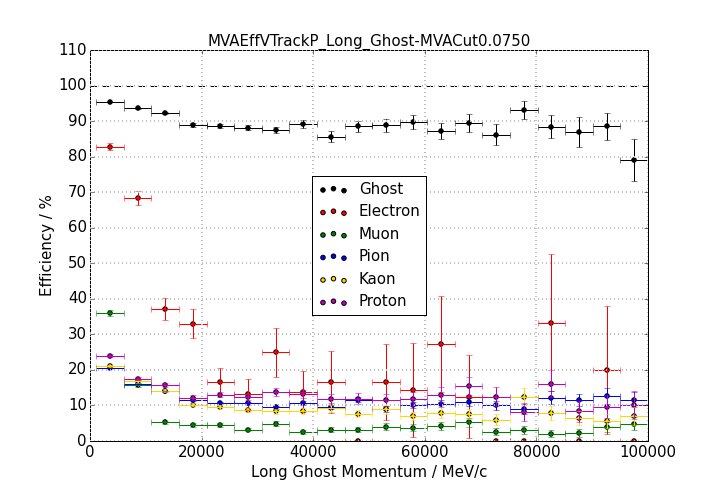 MVAEffVTrackP_Long_Ghost-MVACut0.0750
110
100
90
80
70
60
50
40
30
20
10
0
Efficiency / %
Ghost
Electron
Muon
Pion
Kaon
Proton
0 20000 40000 60000 80000 100000
Long Ghost Momentum / MeV/c